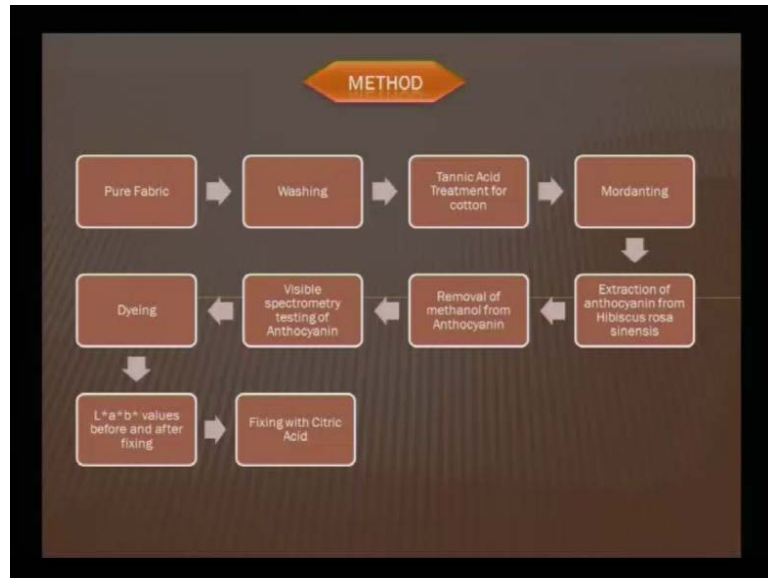 METHOD
Pure Fabric
Washing
Tannic Acid
Treatment for
cotton
Mordanting
Extraction of
anthocyanin from
Hibiscus rosa
sinensis
Removal of
methanol from
Anthocyanin
Visible
spectrometry
testing of
Anthocyanin
Dyeing
L*a*b* values
before and after
fixing
Fixing with Citric
Acid